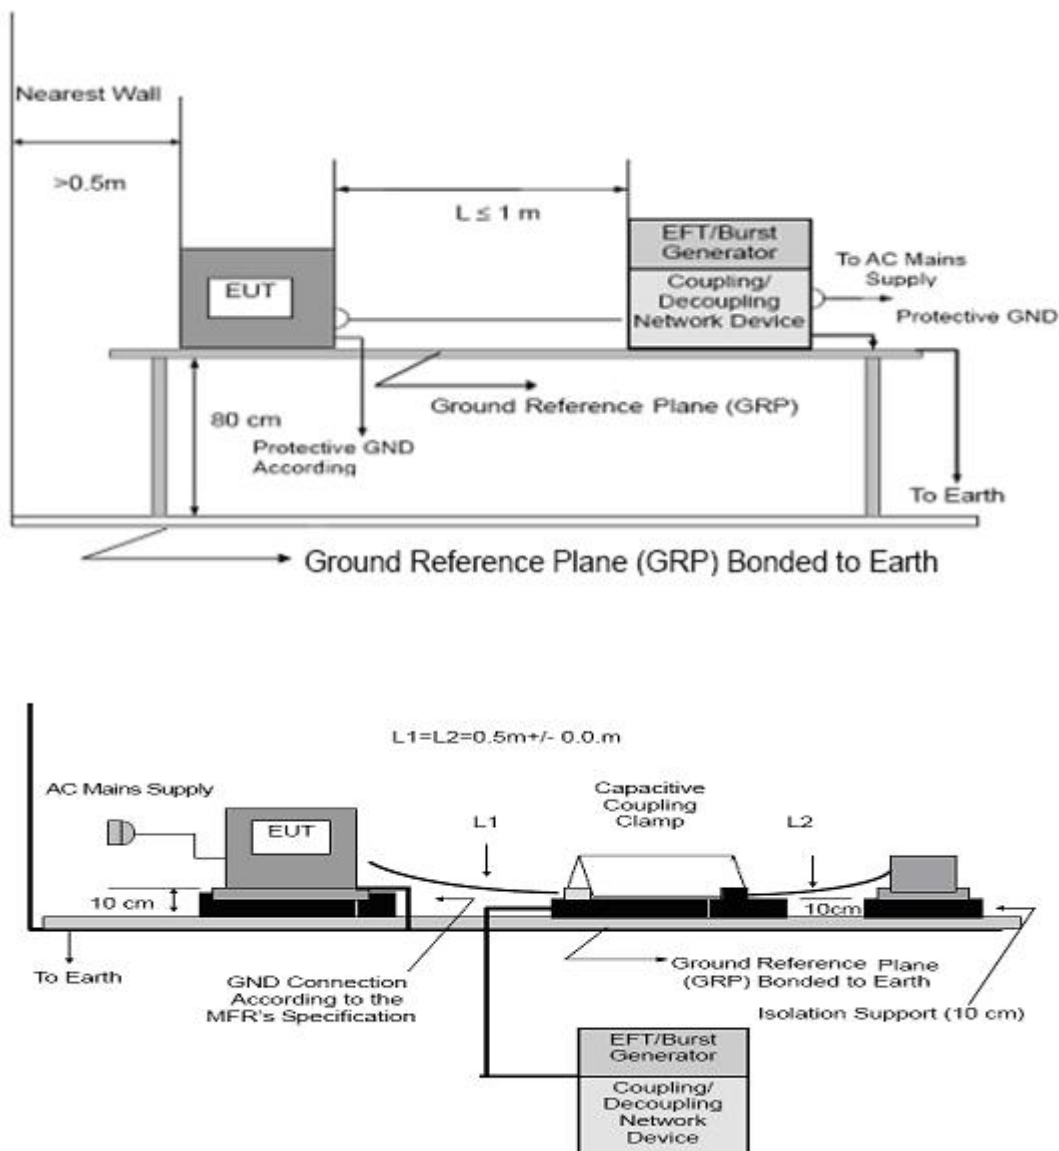 Nearest Wall
>0.5m
L ≤ 1 m
EUT
EFT/Burst
Generator
Coupling/
Decoupling
Network Device
To AC Mains
Supply
Protective GND
Ground Reference Plane (GRP)
80 cm
Protective GND
According
To Earth
Ground Reference Plane (GRP) Bonded to Earth
L1=L2=0.5m+/- 0.0.m
AC Mains Supply
EUT
L1
Capacitive
Coupling
Clamp
L2
10 cm
10cm
To Earth
GND Connection
According to the
MFR's Specification
Ground Reference Plane
(GRP) Bonded to Earth
Isolation Support (10 cm)
EFT/Burst
Generator
Coupling/
Decoupling
Network
Device